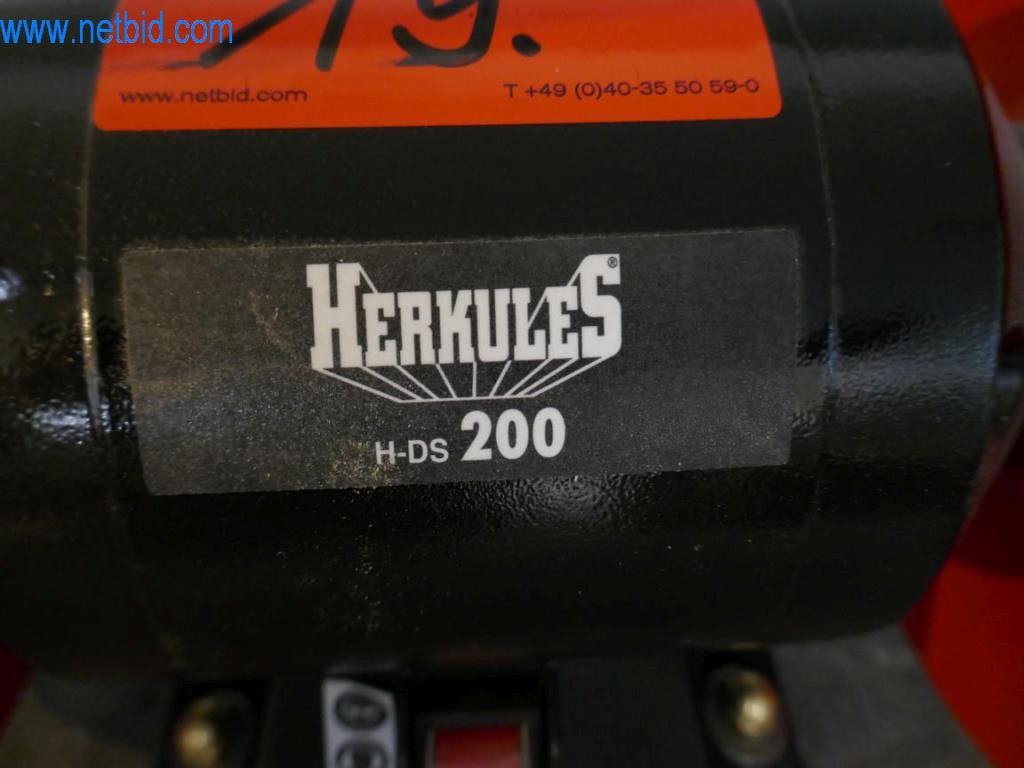 www.netbid.com
19.
www.netbid.com
T +49 (0)40-35 50 59-0
HERKULES®
H-DS 200